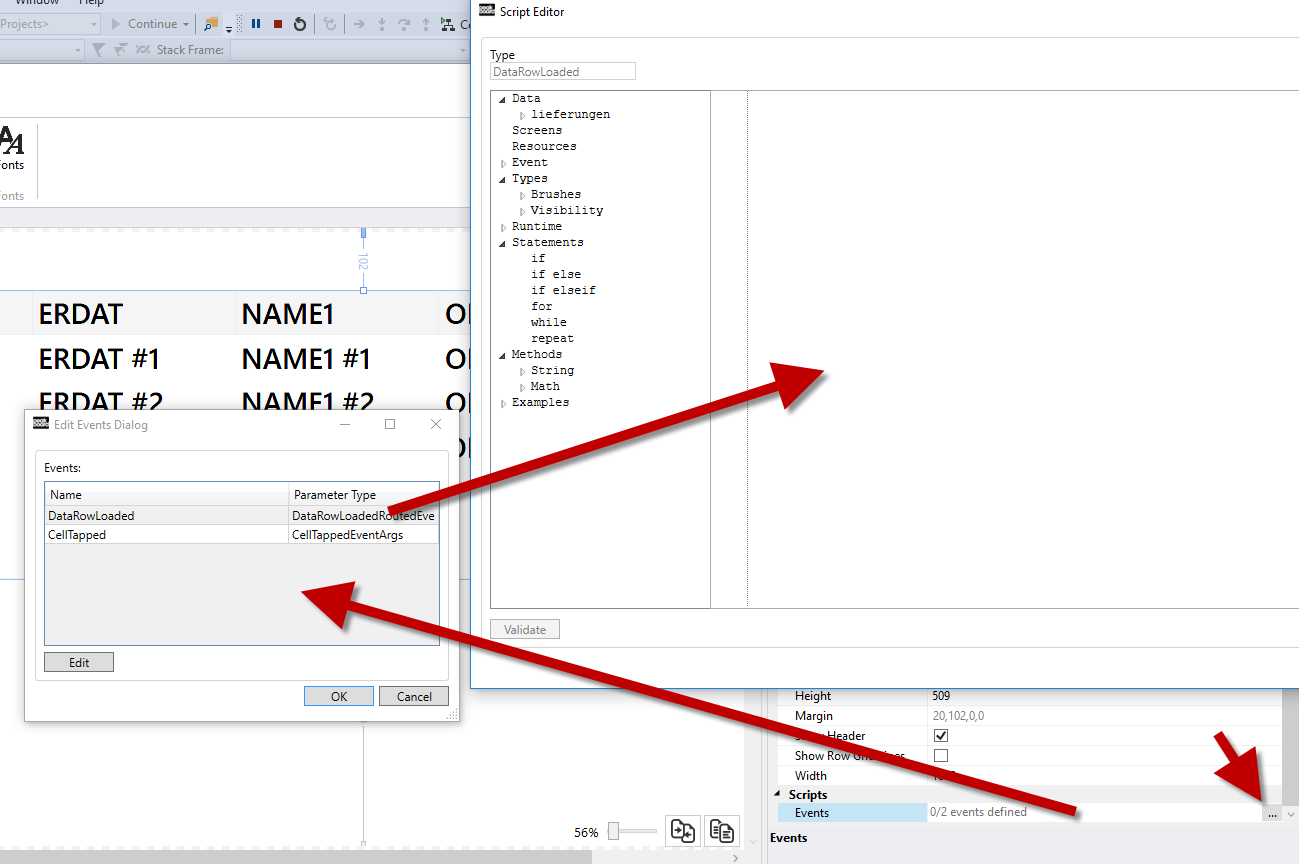 Window Help
Projects> Continue
Stack Frame:
Fonts
Fonts
102
ERDAT NAME1
ERDAT #1 NAME1 #1
ERDAT #2 NAME1 #2
Edit Events Dialog
Events:
Name Parameter Type
DataRowLoaded DataRowLoadedRoutedEve
CellTapped CellTappedEventArgs
Edit
OK Cancel
56%
Script Editor
Type
DataRowLoaded
Data
lieferungen
Screens
Resources
Event
Types
Brushes
Visibility
Runtime
Statements
if
if else
if elseif
for
while
repeat
Methods
String
Math
Examples
Validate
Height 509
Margin 20,102,0,0
Header
Show Row
Width
Scripts
Events 0/2 events defined ...
Events